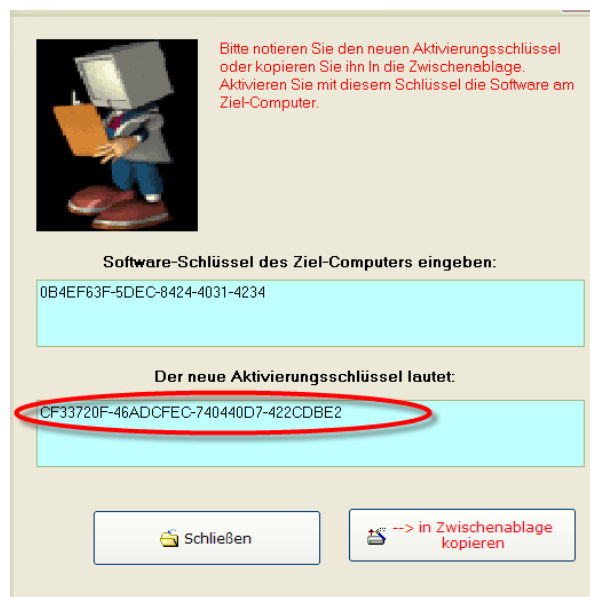 Bitte notieren Sie den neuen Aktivierungsschlüssel
oder kopieren Sie ihn In die Zwischenablage.
Aktivieren Sie mit diesem Schlüssel die Software am
Ziel-Computer.
Software-Schlüssel des Ziel-Computers eingeben:
0B4EF63F-5DEC-8424-4031-4234
Der neue Aktivierungsschlüssel lautet:
CF33720F-46ADCFEC-740440D7-422CDBE2
Schließen
--> in Zwischenablage
kopieren